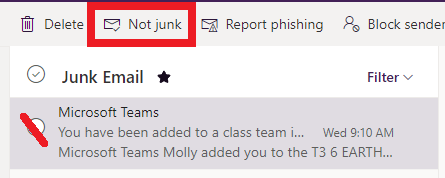 Delete Not junk Report phishing Block sender
Junk Email Filter
Microsoft Teams
You have been added to a class team i... Wed 9:10 AM
Microsoft Teams Molly added you to the T3 6 EARTH...